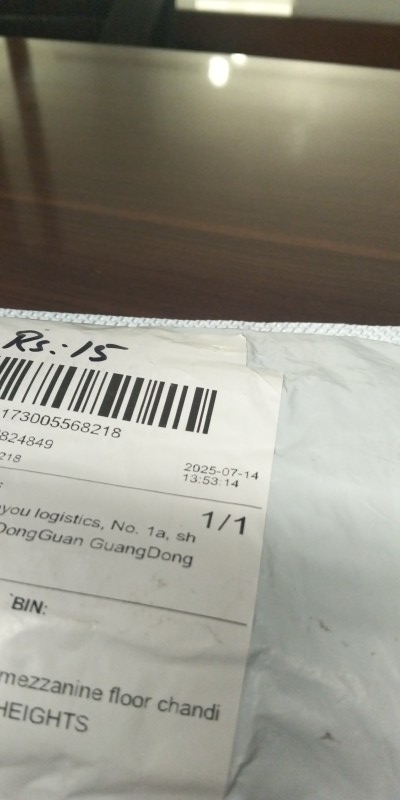 Rs.: 15
173005568218
824849
218
2025-07-14
13:53:14
you logistics, No. 1a, sh
1/1
DongGuan GuangDong
BIN:
mezzanine floor chandi
HEIGHTS